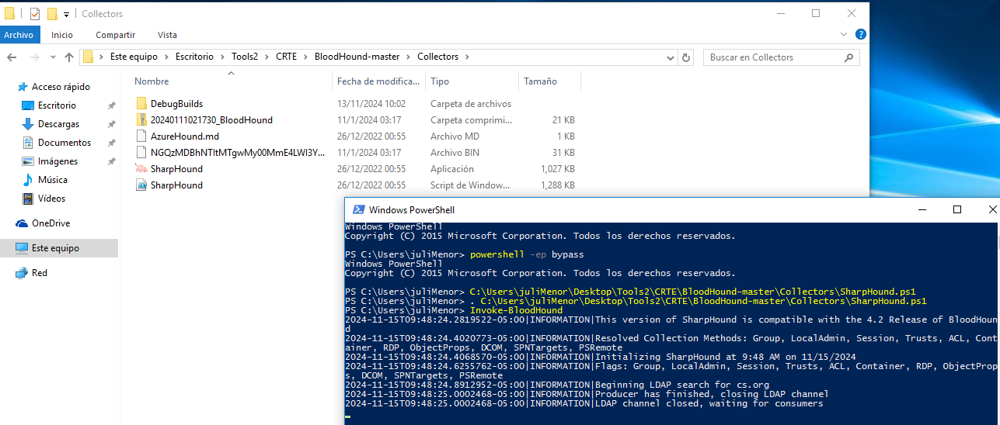 Collectors
Archivo Inicio Compartir Vista
Este equipo Escritorio Tools2 CRTE BloodHound-master Collectors Buscar en Collectors
Nombre Fecha de modifica... Tipo Tamaño
Acceso rápido
Escritorio
Descargas
Documentos
Imágenes
Música
Vídeos
OneDrive
Este equipo
Red
DebugBuilds 13/11/2024 10:02 Carpeta de archivos
20240111021730_BloodHound 11/1/2024 03:17 Carpeta comprimi... 21 KB
AzureHound.md 26/12/2022 00:55 Archivo MD 1 KB
NGQzMDBhNTItMTgwMy00MmE4LWI3Y... 11/1/2024 03:17 Archivo BIN 31 KB
SharpHound 26/12/2022 00:55 Aplicación 1,027 KB
SharpHound 26/12/2022 00:55 Script de Window... 1,288 KB
Windows PowerShell
Windows PowerShell
Copyright (C) 2015 Microsoft Corporation. Todos los derechos reservados.
PS C:\Users\juliMenor> powershell -ep bypass
Windows PowerShell
Copyright (C) 2015 Microsoft Corporation. Todos los derechos reservados.
PS C:\Users\juliMenor> C:\Users\juliMenor\Desktop\Tools2\CRTE\BloodHound-master\Collectors\SharpHound.ps1
PS C:\Users\juliMenor> . C:\Users\juliMenor\Desktop\Tools2\CRTE\BloodHound-master\Collectors\SharpHound.ps1
PS C:\Users\juliMenor> Invoke-BloodHound
2024-11-15T09:48:24.2819522-05:00|INFORMATION|This version of SharpHound is compatible with the 4.2 Release of BloodHoun
d
2024-11-15T09:48:24.4020773-05:00|INFORMATION|Resolved Collection Methods: Group, LocalAdmin, Session, Trusts, ACL, Cont
ainer, RDP, ObjectProps, DCOM, SPNTargets, PSRemote
2024-11-15T09:48:24.4068570-05:00|INFORMATION|Initializing SharpHound at 9:48 AM on 11/15/2024
2024-11-15T09:48:24.6255762-05:00|INFORMATION|Flags: Group, LocalAdmin, Session, Trusts, ACL, Container, RDP, ObjectProp
s, DCOM, SPNTargets, PSRemote
2024-11-15T09:48:24.8912952-05:00|INFORMATION|Beginning LDAP search for cs.org
2024-11-15T09:48:25.0002468-05:00|INFORMATION|Producer has finished, closing LDAP channel
2024-11-15T09:48:25.0002468-05:00|INFORMATION|LDAP channel closed, waiting for consumers